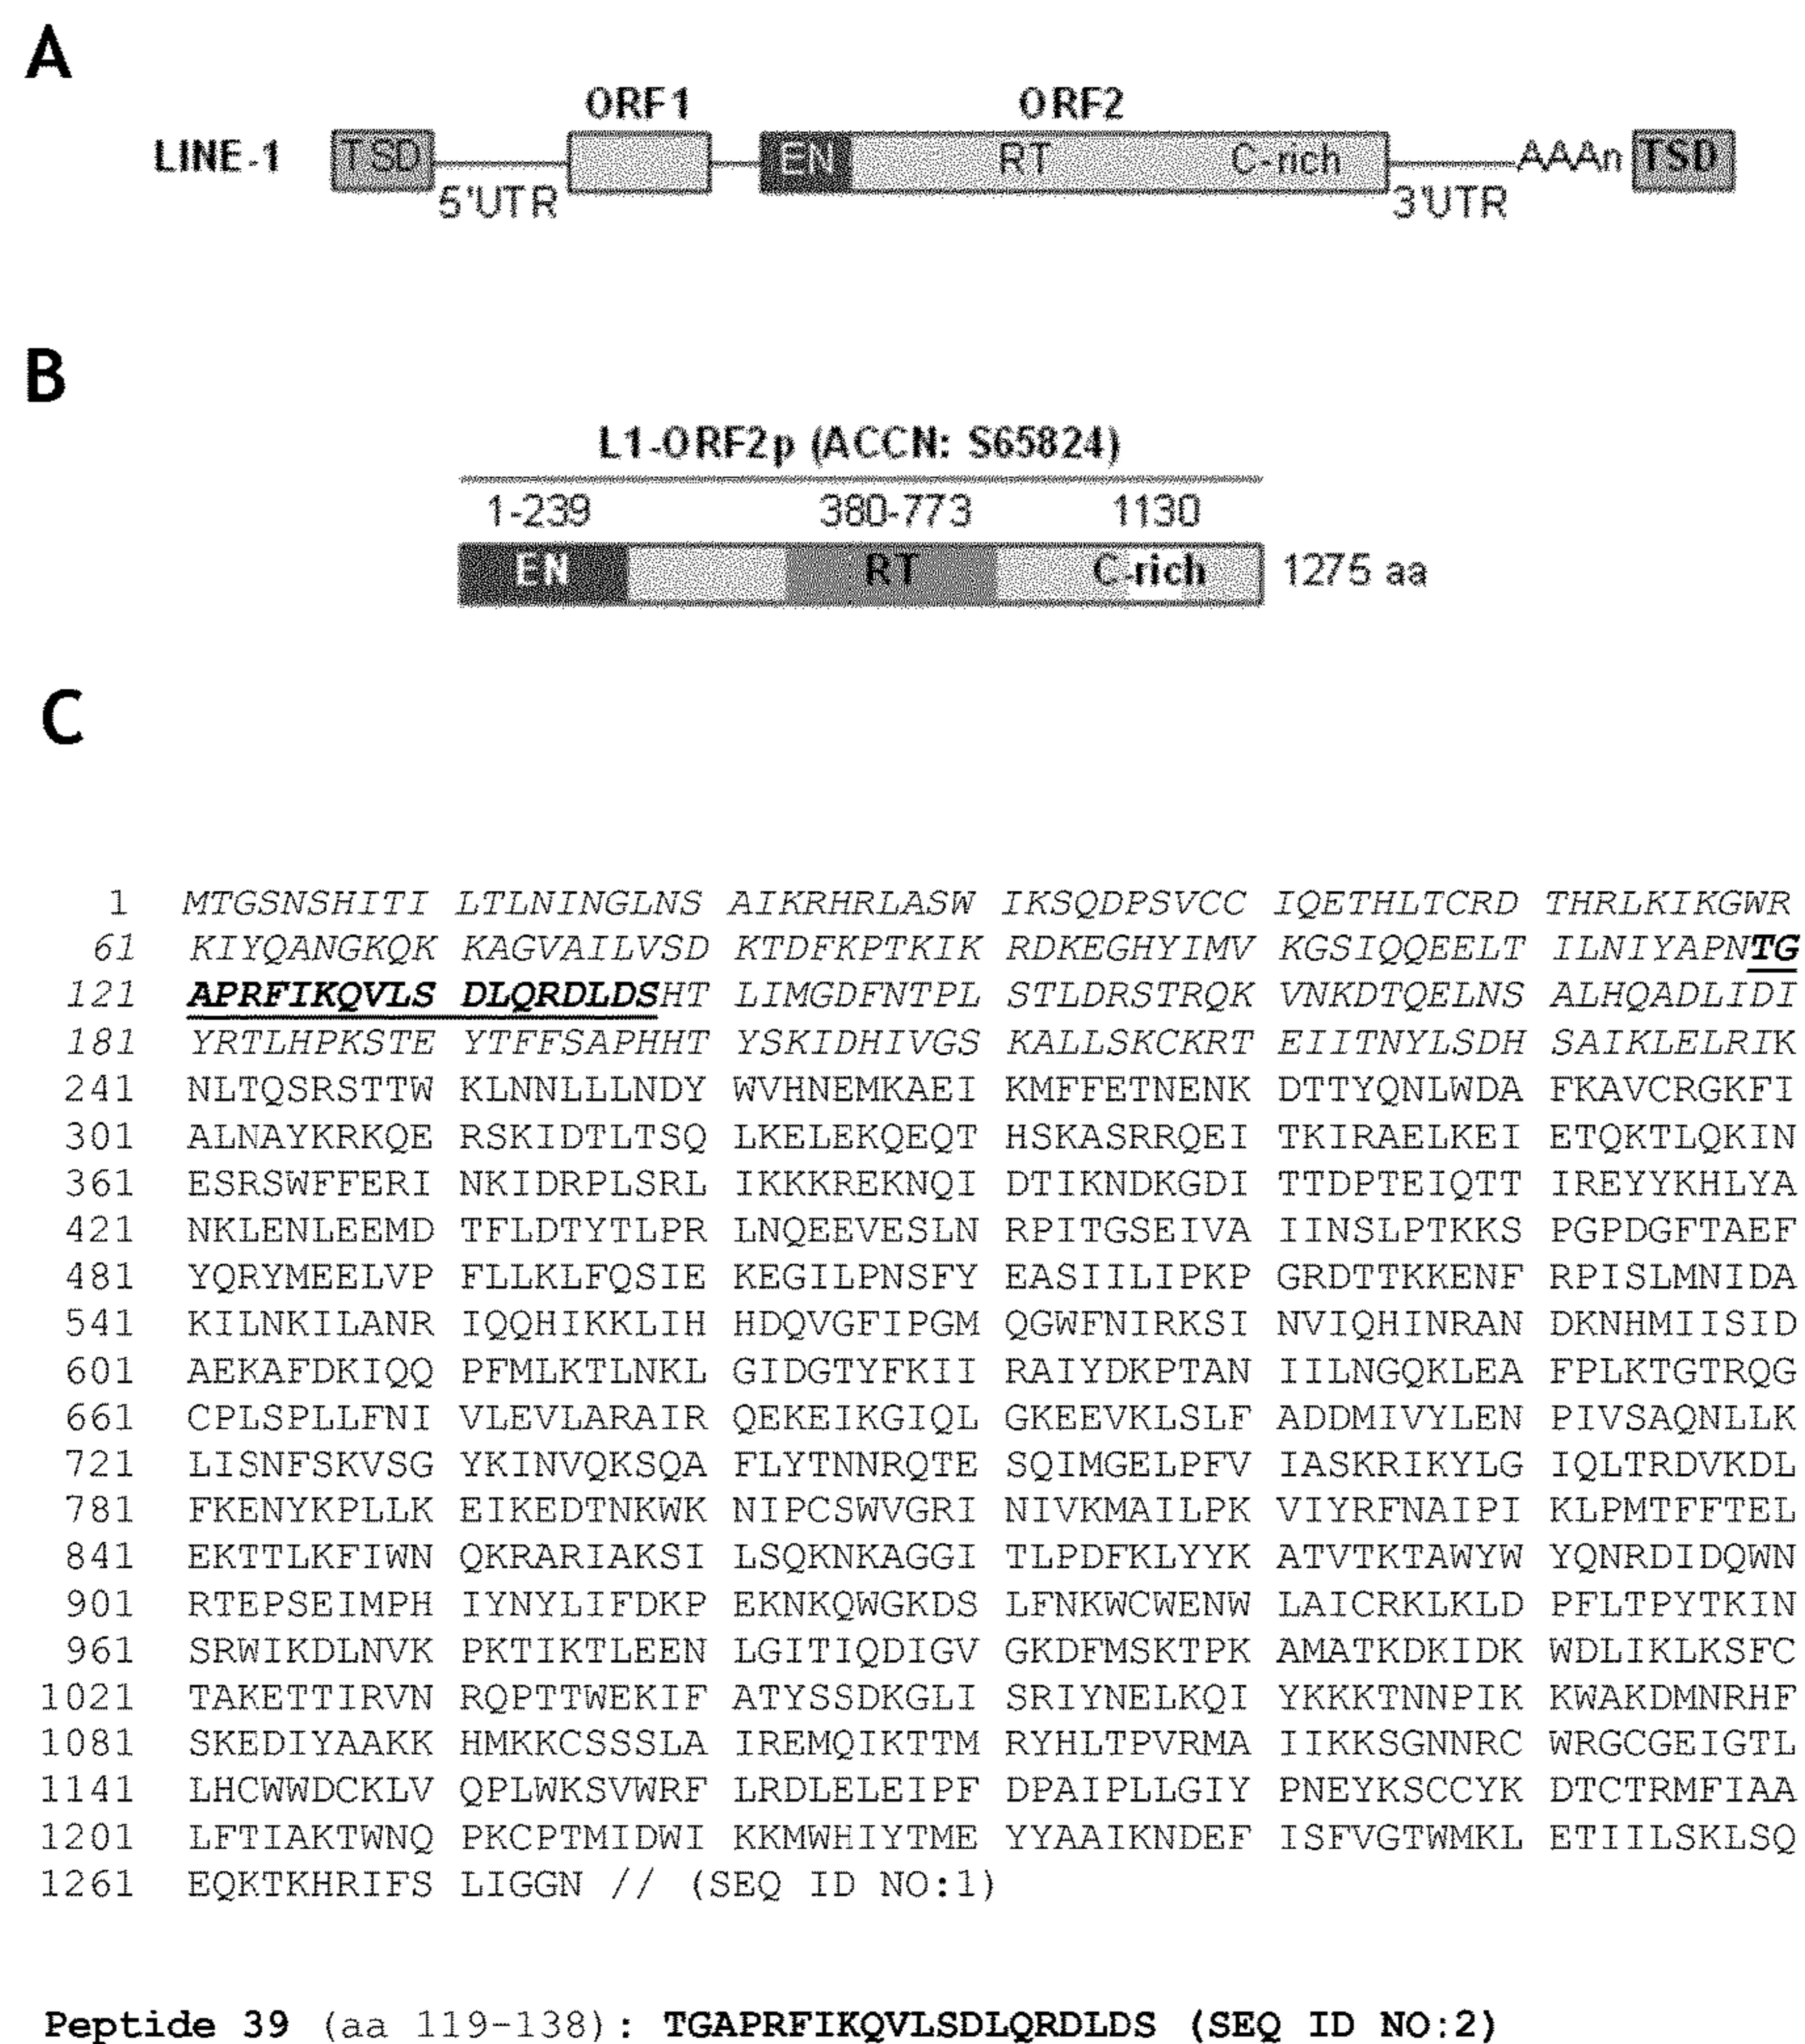 A
ORF1 ORF2
LINE-1 TSD EN RT C-rich AAAn TSD
5'UTR 3'UTR
B
L1-ORF2p (ACCN: S65824)
1-239 380-773 1130
EN RT C-rich 1275 aa
C
1 MTGSNSHITI LTLNINGLNS AIKRHRLASW IKSQDPSVCC IQETHLTCRD THRLKIKGWR
61 KIYQANGKQK KAGVAILVSD KTDFKPTKIK RDKEGHYIMV KGSIQQEELT ILNIYAPNTG
121 APRFIKQVLS DLQRDLDSHT LIMGDFNTPL STLDRSTRQK VNKDTQELNS ALHQADLIDI
181 YRTLHPKSTE YTFFSAPHHT YSKIDHIVGS KALLSKCKRT EIITNYLSDH SAIKLELRIK
241 NLTQSRSTTW KLNNLLLNDY WVHNEMKAEI KMFFETNENK DTTYQNLWDA FKAVCRGKFI
301 ALNAYKRKQE RSKIDTLTSQ LKELEKQEQT HSKASRRQEI TKIRAELKEI ETQKTLQKIN
361 ESRSWFFERI NKIDRPLSRL IKKKREKNQI DTIKNDKGDI TTDPTEIQTT IREYYKHLYA
421 NKLENLEEMD TFLDTYTLPR LNQEEVESLN RPITGSEIVA IINSLPTKKS PGPDGFTAEF
481 YQRYMEELVP FLLKLFQSIE KEGILPNSFY EASIILIPKP GRDTTKKENF RPISLMNIDA
541 KILNKILANR IQQHIKKLIH HDQVGFIPGM QGWFNIRKSI NVIQHINRAN DKNHMIISID
601 AEKAFDKIQQ PFMLKTLNKL GIDGTYFKII RAIYDKPTAN IILNGQKLEA FPLKTGTRQG
661 CPLSPLLFNI VLEVLARAIR QEKEIKGIQL GKEEVKLSLF ADDMIVYLEN PIVSAQNLLK
721 LISNFSKVSG YKINVQKSQA FLYTNNRQTE SQIMGELPFV IASKRIKYLG IQLTRDVKDL
781 FKENYKPLLK EIKEDTNKWK NIPCSWVGRI NIVKMAILPK VIYRFNAIPI KLPMTFFTEL
841 EKTTLKFIWN QKRARIAKSI LSQKNKAGGI TLPDFKLYYK ATVTKTAWYW YQNRDIDQWN
901 RTEPSEIMPH IYNYLIFDKP EKNKQWGKDS LFNKWCWENW LAICRKLKLD PFLTPYTKIN
961 SRWIKDLNVK PKTIKTLEEN LGITIQDIGV GKDFMSKTPK AMATKDKIDK WDLIKLKSFC
1021 TAKETTIRVN RQPTTWEKIF ATYSSDKGLI SRIYNELKQI YKKKTNNPIK KWAKDMNRHF
1081 SKEDIYAAKK HMKKCSSSLA IREMQIKTTM RYHLTPVRMA IIKKSGNNRC WRGCGEIGTL
1141 LHCWWDCKLV QPLWKSVWRF LRDLELEIPF DPAIPLLGIY PNEYKSCCYK DTCTRMFIAA
1201 LFTIAKTWNQ PKCPTMIDWI KKMWHIYTME YYAAIKNDEF ISFVGTWMKL ETIILSKLSQ
1261 EQKTKHRIFS LIGGN // (SEQ ID NO:1)
Peptide 39 (aa 119-138): TGAPRFIKQVLSDLQRDLDS (SEQ ID NO:2)